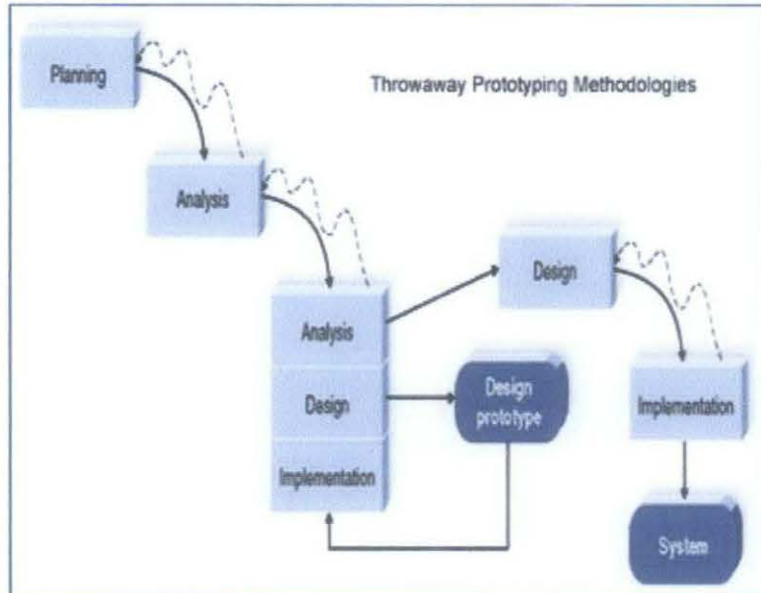 Planning
Throwaway Prototyping Methodologies
Analysis
Design
Analysis
Design
Implementation
Design
prototype
Implementation
System